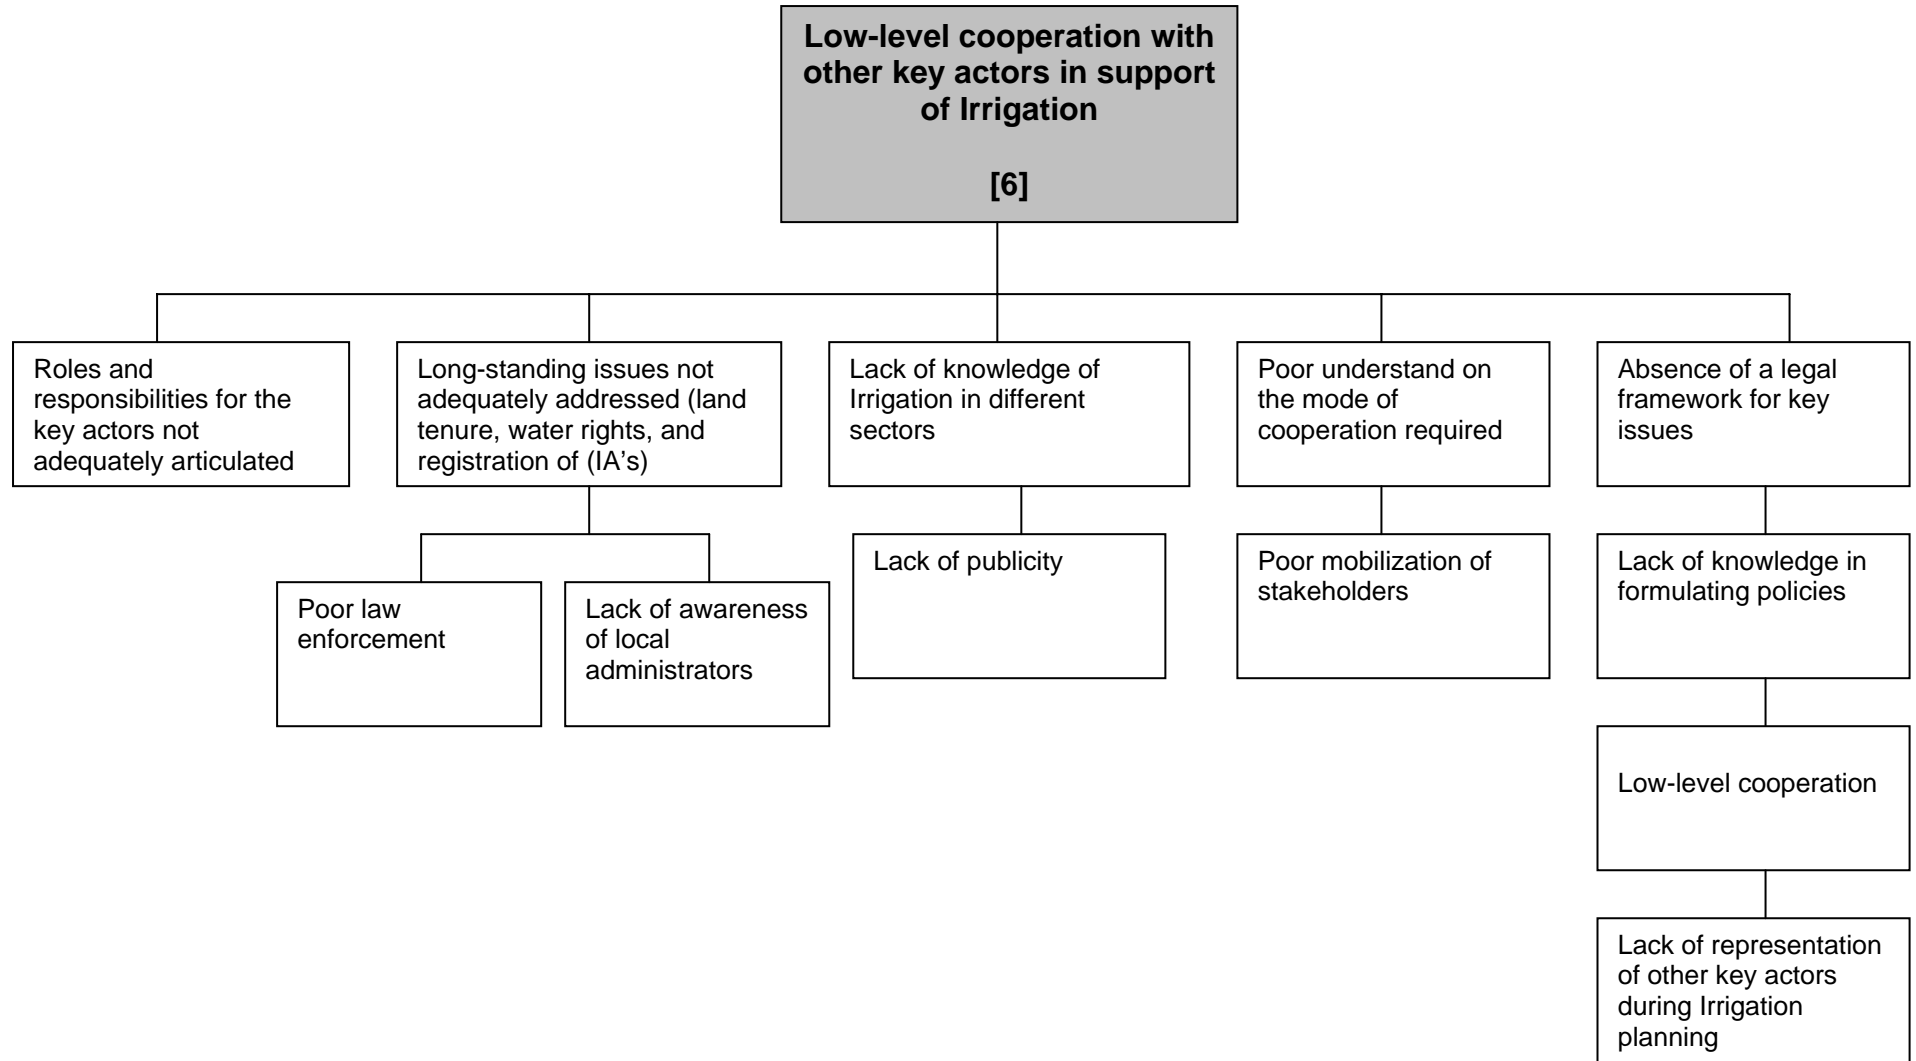 Low-level cooperation with
other key actors in support
of Irrigation
[6]
Roles and
responsibilities for the
key actors not
adequately articulated
Long-standing issues not
adequately addressed (land
tenure, water rights, and
registration of (IA's)
Lack of knowledge of
Irrigation in different
sectors
Poor understand on
the mode of
cooperation required
Absence of a legal
framework for key
issues
Poor law
enforcement
Lack of awareness
of local
administrators
Lack of publicity
Poor mobilization of
stakeholders
Lack of knowledge in
formulating policies
Low-level cooperation
Lack of representation
of other key actors
during Irrigation
planning